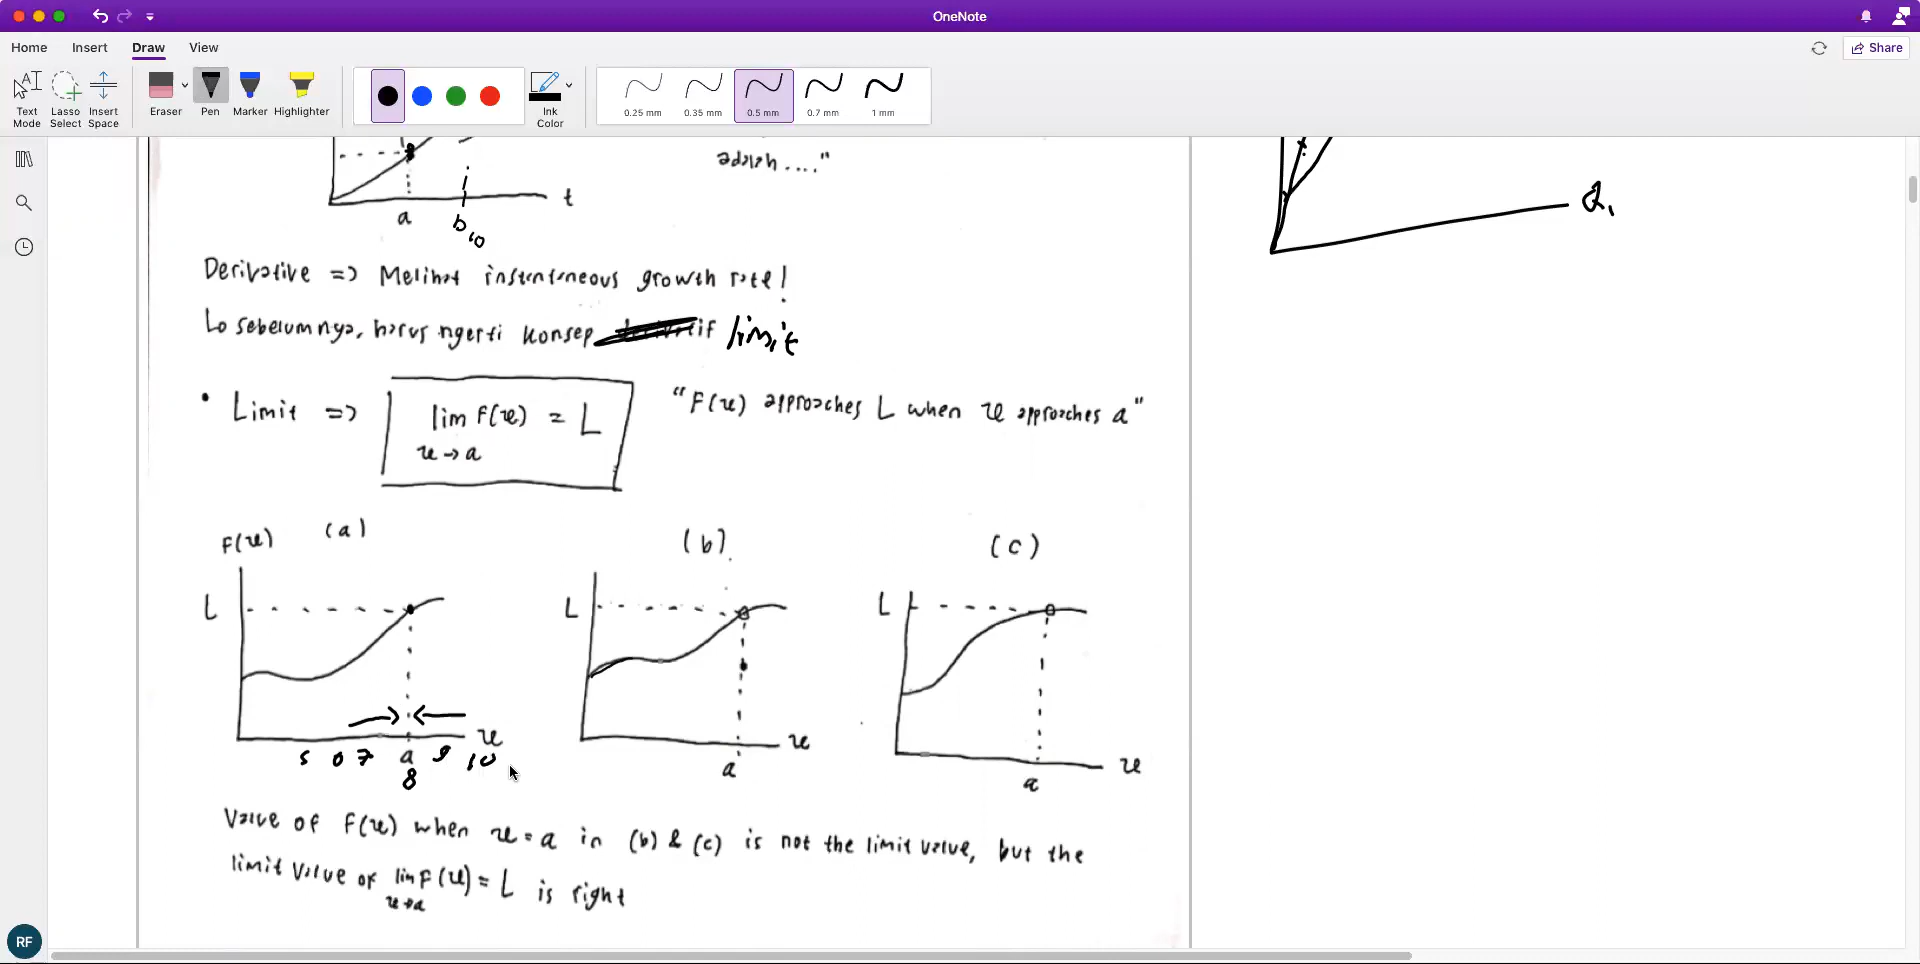 OneNote
Home Insert Draw View
Share
Text Mode
Lasso Select
Insert Space
Eraser
Pen
Marker
Highlighter
Ink Color
0.25 mm
0.35 mm
0.5 mm
0.7 mm
1 mm
adalah ...."
t
a
b
10
Q1
Derivative => Melihat instantaneous growth rate!
Lo sebelumnya, harus ngerti konsep limit
• Limit => lim F(x) = L "F(x) approaches L when x approaches a"
x → a
F(x) (a) (b) (c)
L L L
x x x
5 6 7 a 9 10 a a
8
Value of F(x) when x = a in (b) & (c) is not the limit value, but the
limit value of lim F(x) = L is right
x→a
RF